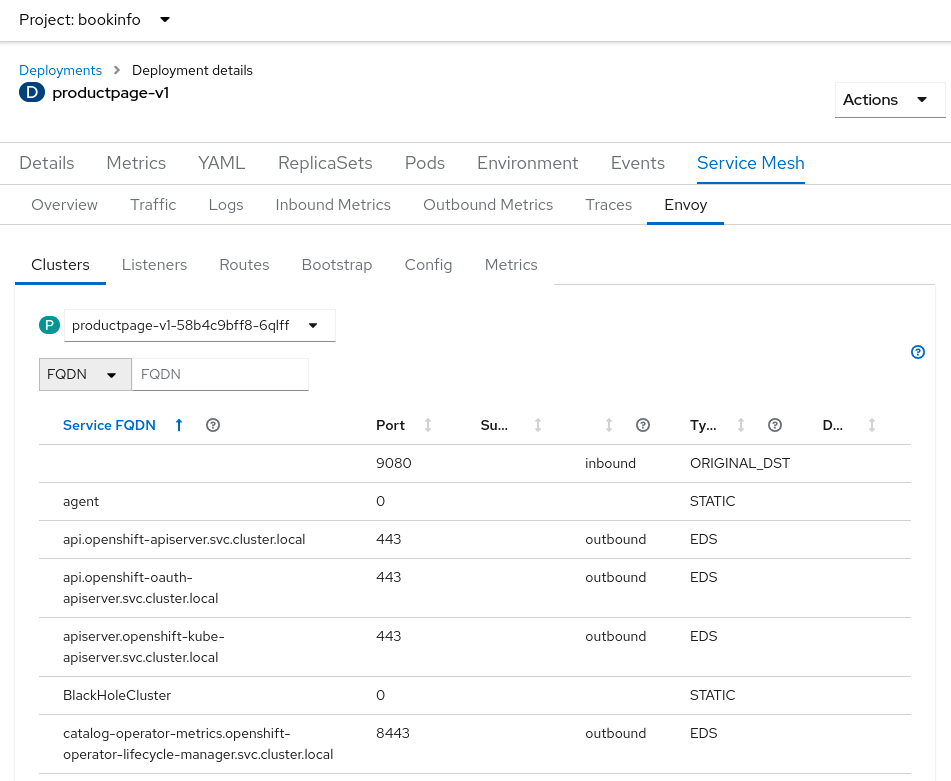 Project: bookinfo
Deployments > Deployment details
D productpage-v1
Actions
Details Metrics YAML ReplicaSets Pods Environment Events Service Mesh
Overview Traffic Logs Inbound Metrics Outbound Metrics Traces Envoy
Clusters Listeners Routes Bootstrap Config Metrics
P productpage-v1-58b4c9bff8-6qlff
FQDN FQDN
Service FQDN Port Su... Ty... D...
9080 inbound ORIGINAL_DST
agent 0 STATIC
api.openshift-apiserver.svc.cluster.local 443 outbound EDS
api.openshift-oauth- 443 outbound EDS
apiserver.svc.cluster.local
apiserver.openshift-kube- 443 outbound EDS
apiserver.svc.cluster.local
BlackHoleCluster 0 STATIC
catalog-operator-metrics.openshift- 8443 outbound EDS
operator-lifecycle-manager.svc.cluster.local